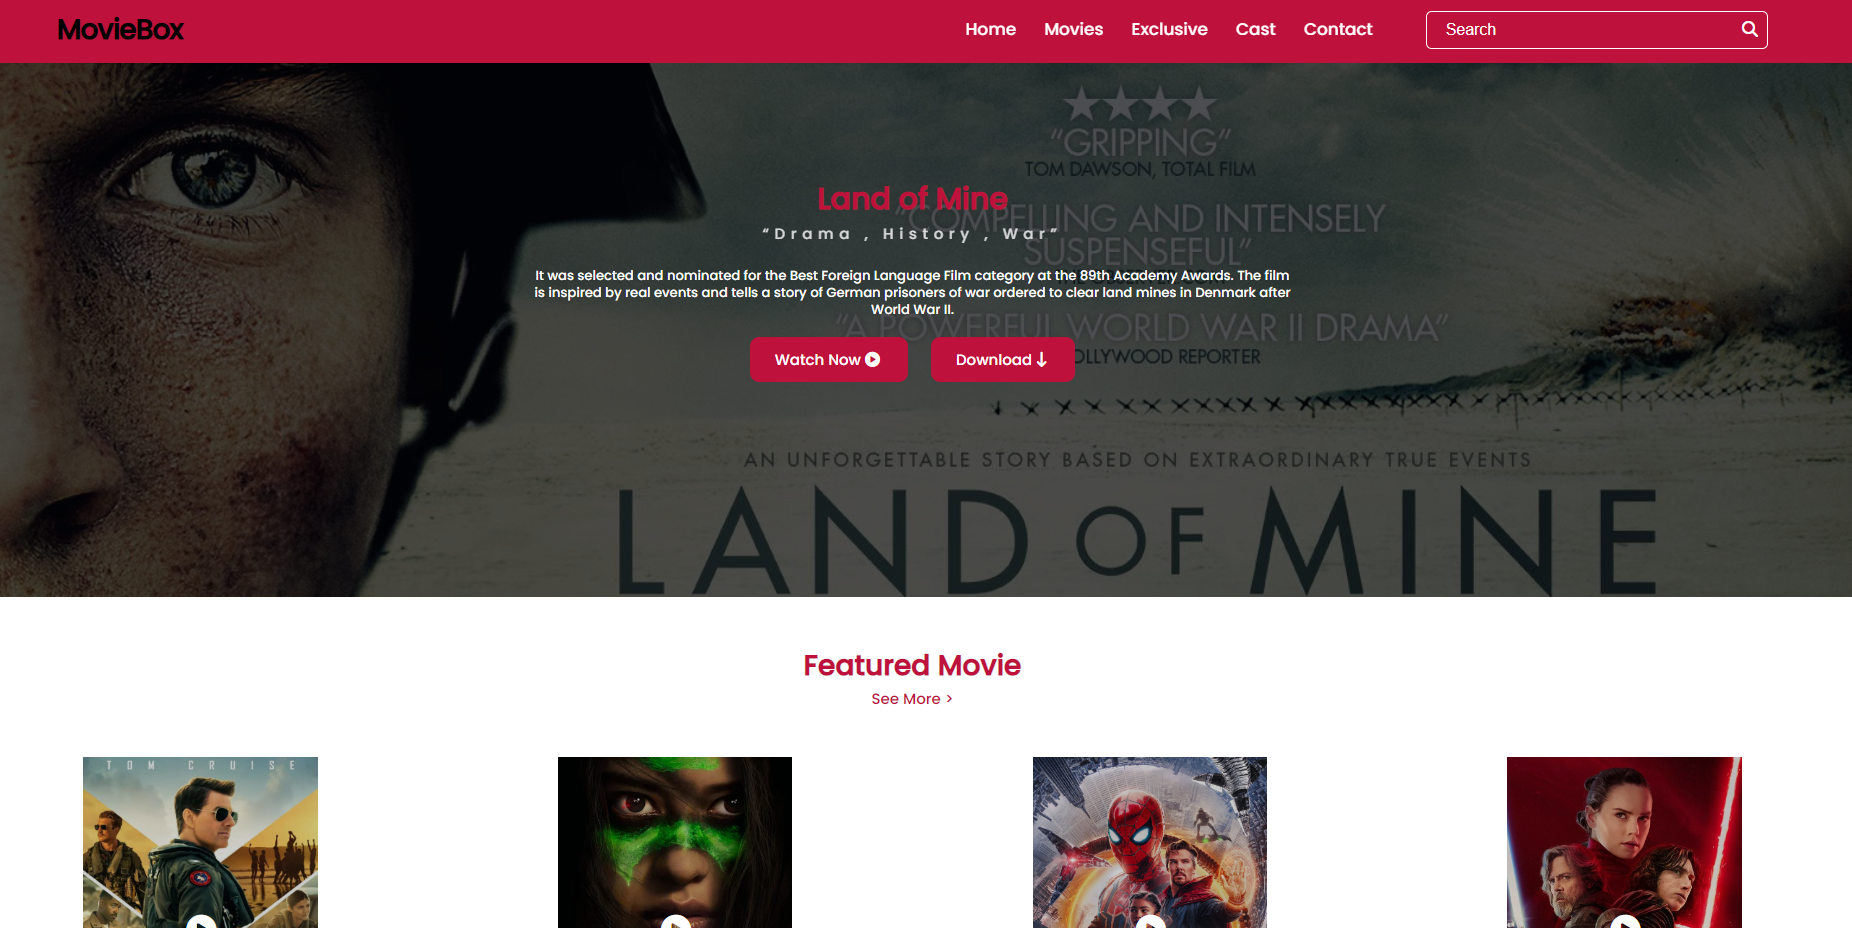 MovieBox
Home Movies Exclusive Cast Contact Search
“GRIPPING”
TOM DAWSON, TOTAL FILM
Land of Mine
“COMPELLING AND INTENSELY
SUSPENSEFUL”
“Drama , History , War”
It was selected and nominated for the Best Foreign Language Film category at the 89th Academy Awards. The film
is inspired by real events and tells a story of German prisoners of war ordered to clear land mines in Denmark after
World War II.
“A POWERFUL WORLD WAR II DRAMA”
Watch Now Download
HOLLYWOOD REPORTER
AN UNFORGETTABLE STORY BASED ON EXTRAORDINARY TRUE EVENTS
LAND OF MINE
Featured Movie
See More >
TOM CRUISE